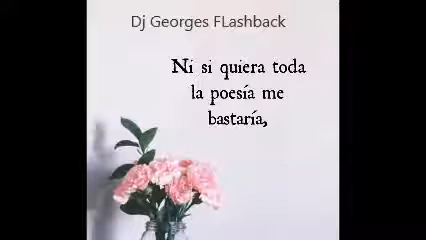 Dj Georges FLashback
Ni si quiera toda
la poesía me
bastaría,